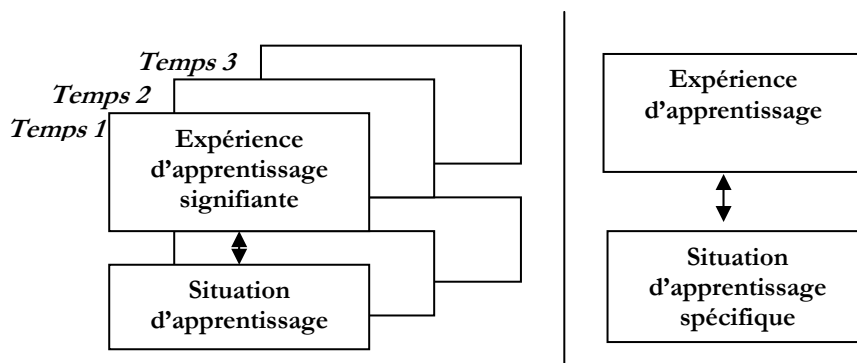 Temps 3
Temps 2
Temps 1
Expérience
d'apprentissage
signifiante
Situation
d'apprentissage
Expérience
d'apprentissage
Situation
d'apprentissage
spécifique